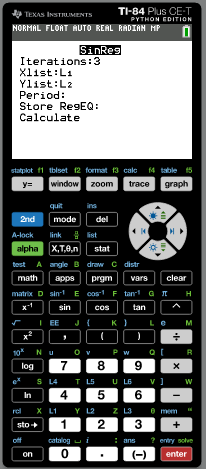 TEXAS INSTRUMENTS TI-84 Plus CE-T
PYTHON EDITION
NORMAL FLOAT AUTO REAL RADIAN MP
SinReg
Iterations:3
Xlist:L₁
Ylist:L₂
Period:
Store RegEQ:
Calculate
statplot f1 tblset f2 format f3 calc f4 table f5
y= window zoom trace graph
quit ins
2nd mode del
A-lock link list
alpha X,T,θ,n stat
test A angle B draw C distr
math apps prgm vars clear
matrix D sin⁻¹ E cos⁻¹ F tan⁻¹ G π H
x⁻¹ sin cos tan ^
√ I EE J { K } L e M
x² , ( ) ÷
10ˣ N u O v P w Q [ R
log 7 8 9 ×
eˣ S L4 T L5 U L6 V ] W
ln 4 5 6 −
rcl X L1 Y L2 Z L3 θ mem "
sto→ 1 2 3 +
off catalog ␣ i : ans ? entry solve
on 0 . (−) enter